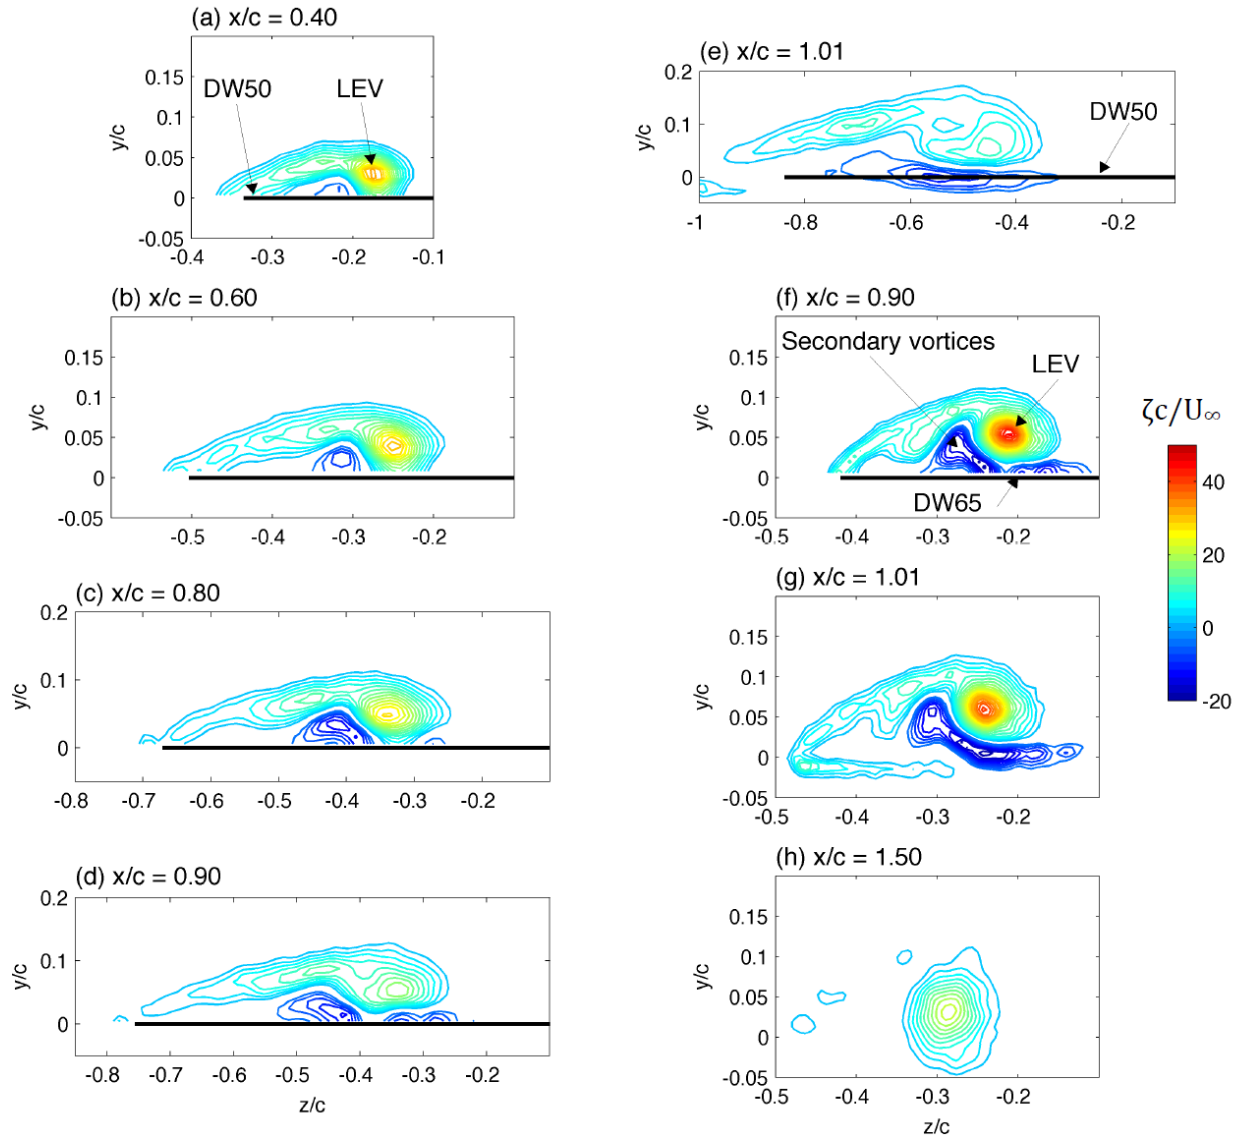 (a) x/c = 0.40
DW50
LEV
y/c
0.15
0.1
0.05
0
-0.05
-0.4 -0.3 -0.2 -0.1
(b) x/c = 0.60
y/c
0.15
0.1
0.05
0
-0.05
-0.5 -0.4 -0.3 -0.2
(c) x/c = 0.80
y/c
0.2
0.1
0
-0.8 -0.7 -0.6 -0.5 -0.4 -0.3 -0.2
(d) x/c = 0.90
y/c
0.2
0.1
0
-0.8 -0.7 -0.6 -0.5 -0.4 -0.3 -0.2
z/c
(e) x/c = 1.01
DW50
y/c
0.2
0.1
0
-1 -0.8 -0.6 -0.4 -0.2
(f) x/c = 0.90
Secondary vortices
LEV
DW65
y/c
0.15
0.1
0.05
0
-0.05
-0.5 -0.4 -0.3 -0.2
(g) x/c = 1.01
y/c
0.15
0.1
0.05
0
-0.05
-0.5 -0.4 -0.3 -0.2
(h) x/c = 1.50
y/c
0.15
0.1
0.05
0
-0.05
-0.5 -0.4 -0.3 -0.2
z/c
ζc/U∞
40
20
0
-20